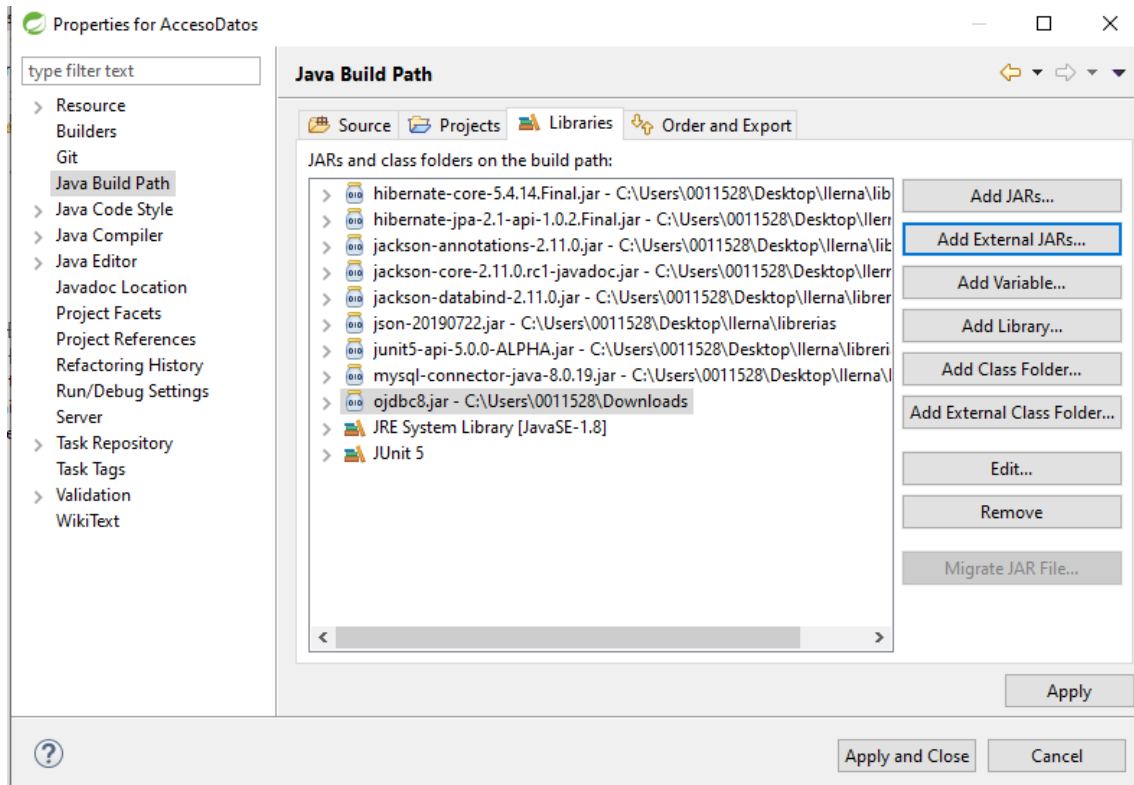 Properties for AccesoDatos
type filter text
Resource
Builders
Git
Java Build Path
Java Code Style
Java Compiler
Java Editor
Javadoc Location
Project Facets
Project References
Refactoring History
Run/Debug Settings
Server
Task Repository
Task Tags
Validation
WikiText
Java Build Path
Source Projects Libraries Order and Export
JARs and class folders on the build path:
hibernate-core-5.4.14.Final.jar - C:\Users\0011528\Desktop\Ilerna\lib
hibernate-jpa-2.1-api-1.0.2.Final.jar - C:\Users\0011528\Desktop\Iler
jackson-annotations-2.11.0.jar - C:\Users\0011528\Desktop\Ilerna\lib
jackson-core-2.11.0.rc1-javadoc.jar - C:\Users\0011528\Desktop\Iler
jackson-databind-2.11.0.jar - C:\Users\0011528\Desktop\Ilerna\librer
json-20190722.jar - C:\Users\0011528\Desktop\Ilerna\librerias
junit5-api-5.0.0-ALPHA.jar - C:\Users\0011528\Desktop\Ilerna\libreri
mysql-connector-java-8.0.19.jar - C:\Users\0011528\Desktop\Ilerna\l
ojdbc8.jar - C:\Users\0011528\Downloads
JRE System Library [JavaSE-1.8]
JUnit 5
Add JARs...
Add External JARs...
Add Variable...
Add Library...
Add Class Folder...
Add External Class Folder...
Edit...
Remove
Migrate JAR File...
Apply
Apply and Close Cancel